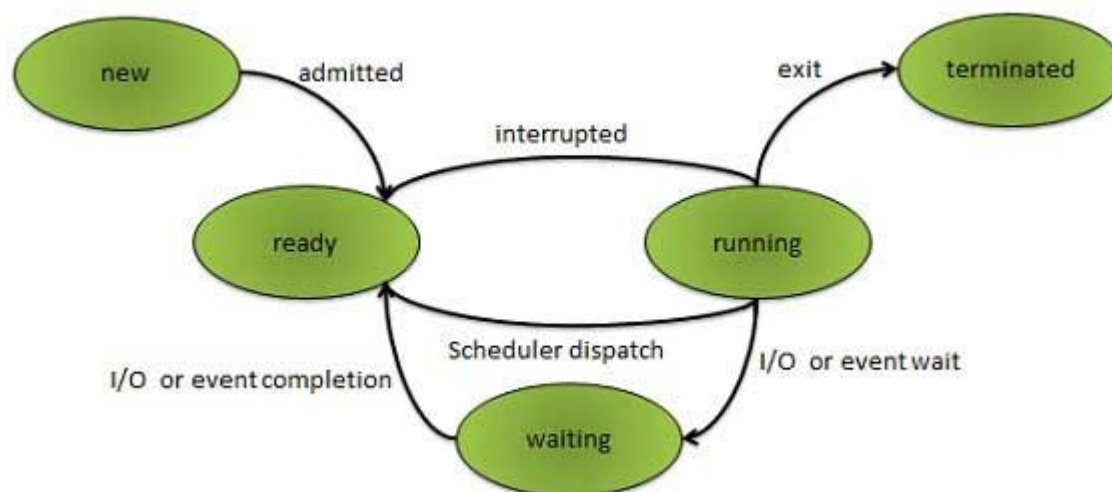 new
admitted
exit
terminated
interrupted
ready
running
Scheduler dispatch
I/O or event completion
I/O or event wait
waiting